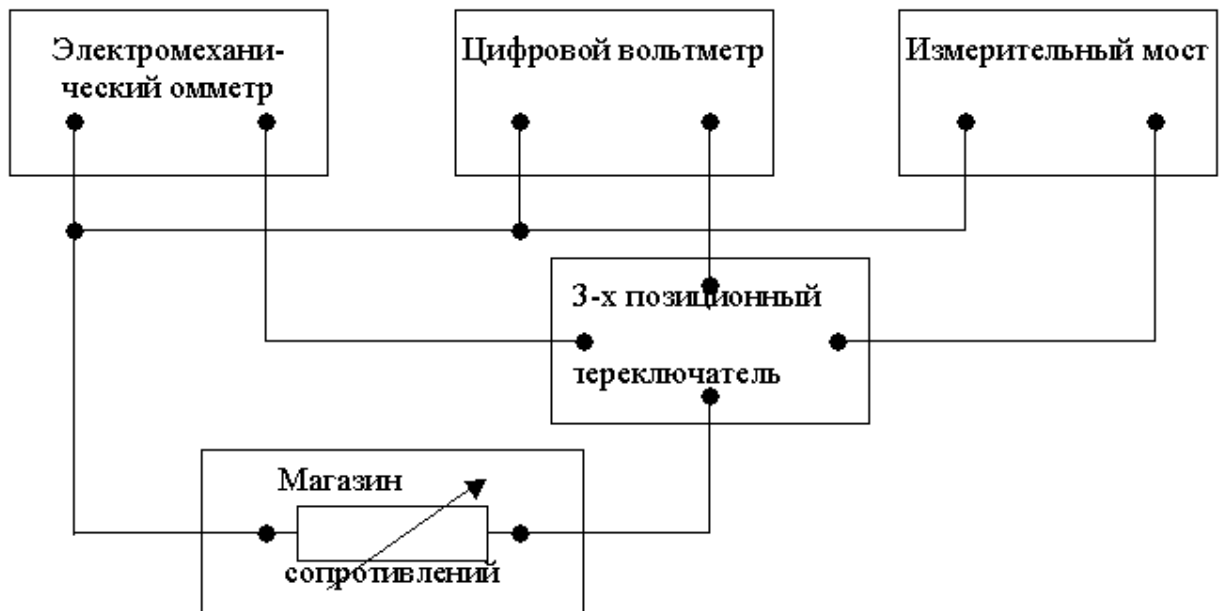 Электромехани-
ческий омметр
Цифровой вольтметр
Измерительный мост
3-х позиционный
переключатель
Магазин
сопротивлений